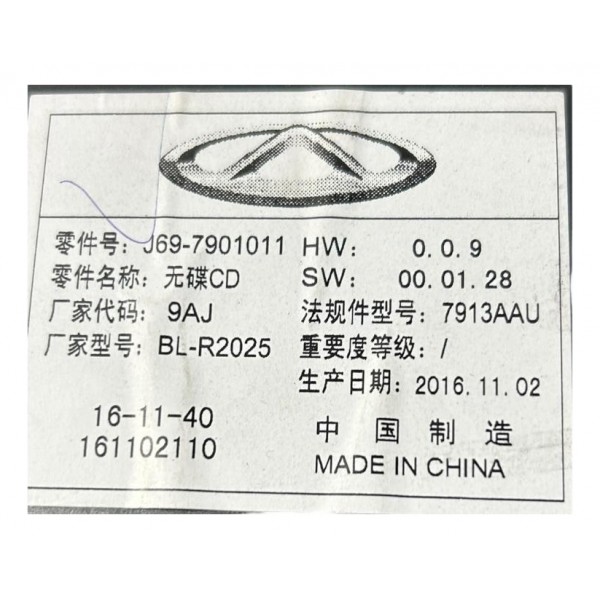 零件号: J69-7901011 HW: 0.0.9
零件名称: 无碟CD SW: 00.01.28
厂家代码: 9AJ 法规件型号: 7913AAU
厂家型号: BL-R2025 重要度等级: /
生产日期: 2016.11.02
16-11-40
161102110
中国制造
MADE IN CHINA